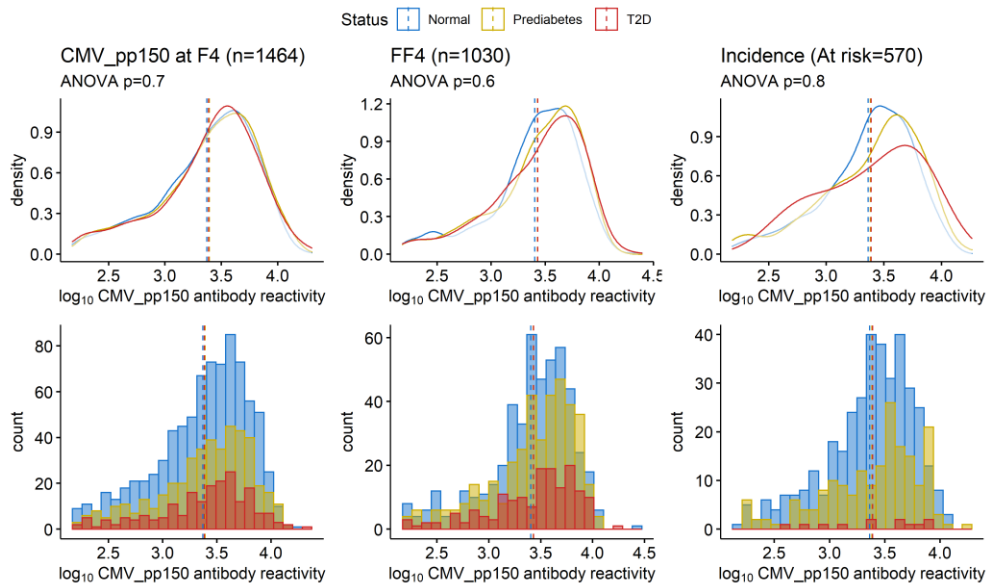 Status Normal Prediabetes T2D
CMV_pp150 at F4 (n=1464)
ANOVA p=0.7
density
0.9
0.6
0.3
0.0
2.5 3.0 3.5 4.0
log10 CMV_pp150 antibody reactivity
FF4 (n=1030)
ANOVA p=0.6
density
1.2
0.9
0.6
0.3
0.0
2.5 3.0 3.5 4.0 4.5
log10 CMV_pp150 antibody reactivity
Incidence (At risk=570)
ANOVA p=0.8
density
0.9
0.6
0.3
0.0
2.5 3.0 3.5 4.0
log10 CMV_pp150 antibody reactivity
count
80
60
40
20
0
2.5 3.0 3.5 4.0
log10 CMV_pp150 antibody reactivity
count
60
40
20
0
2.5 3.0 3.5 4.0 4.5
log10 CMV_pp150 antibody reactivity
count
40
30
20
10
0
2.5 3.0 3.5 4.0
log10 CMV_pp150 antibody reactivity